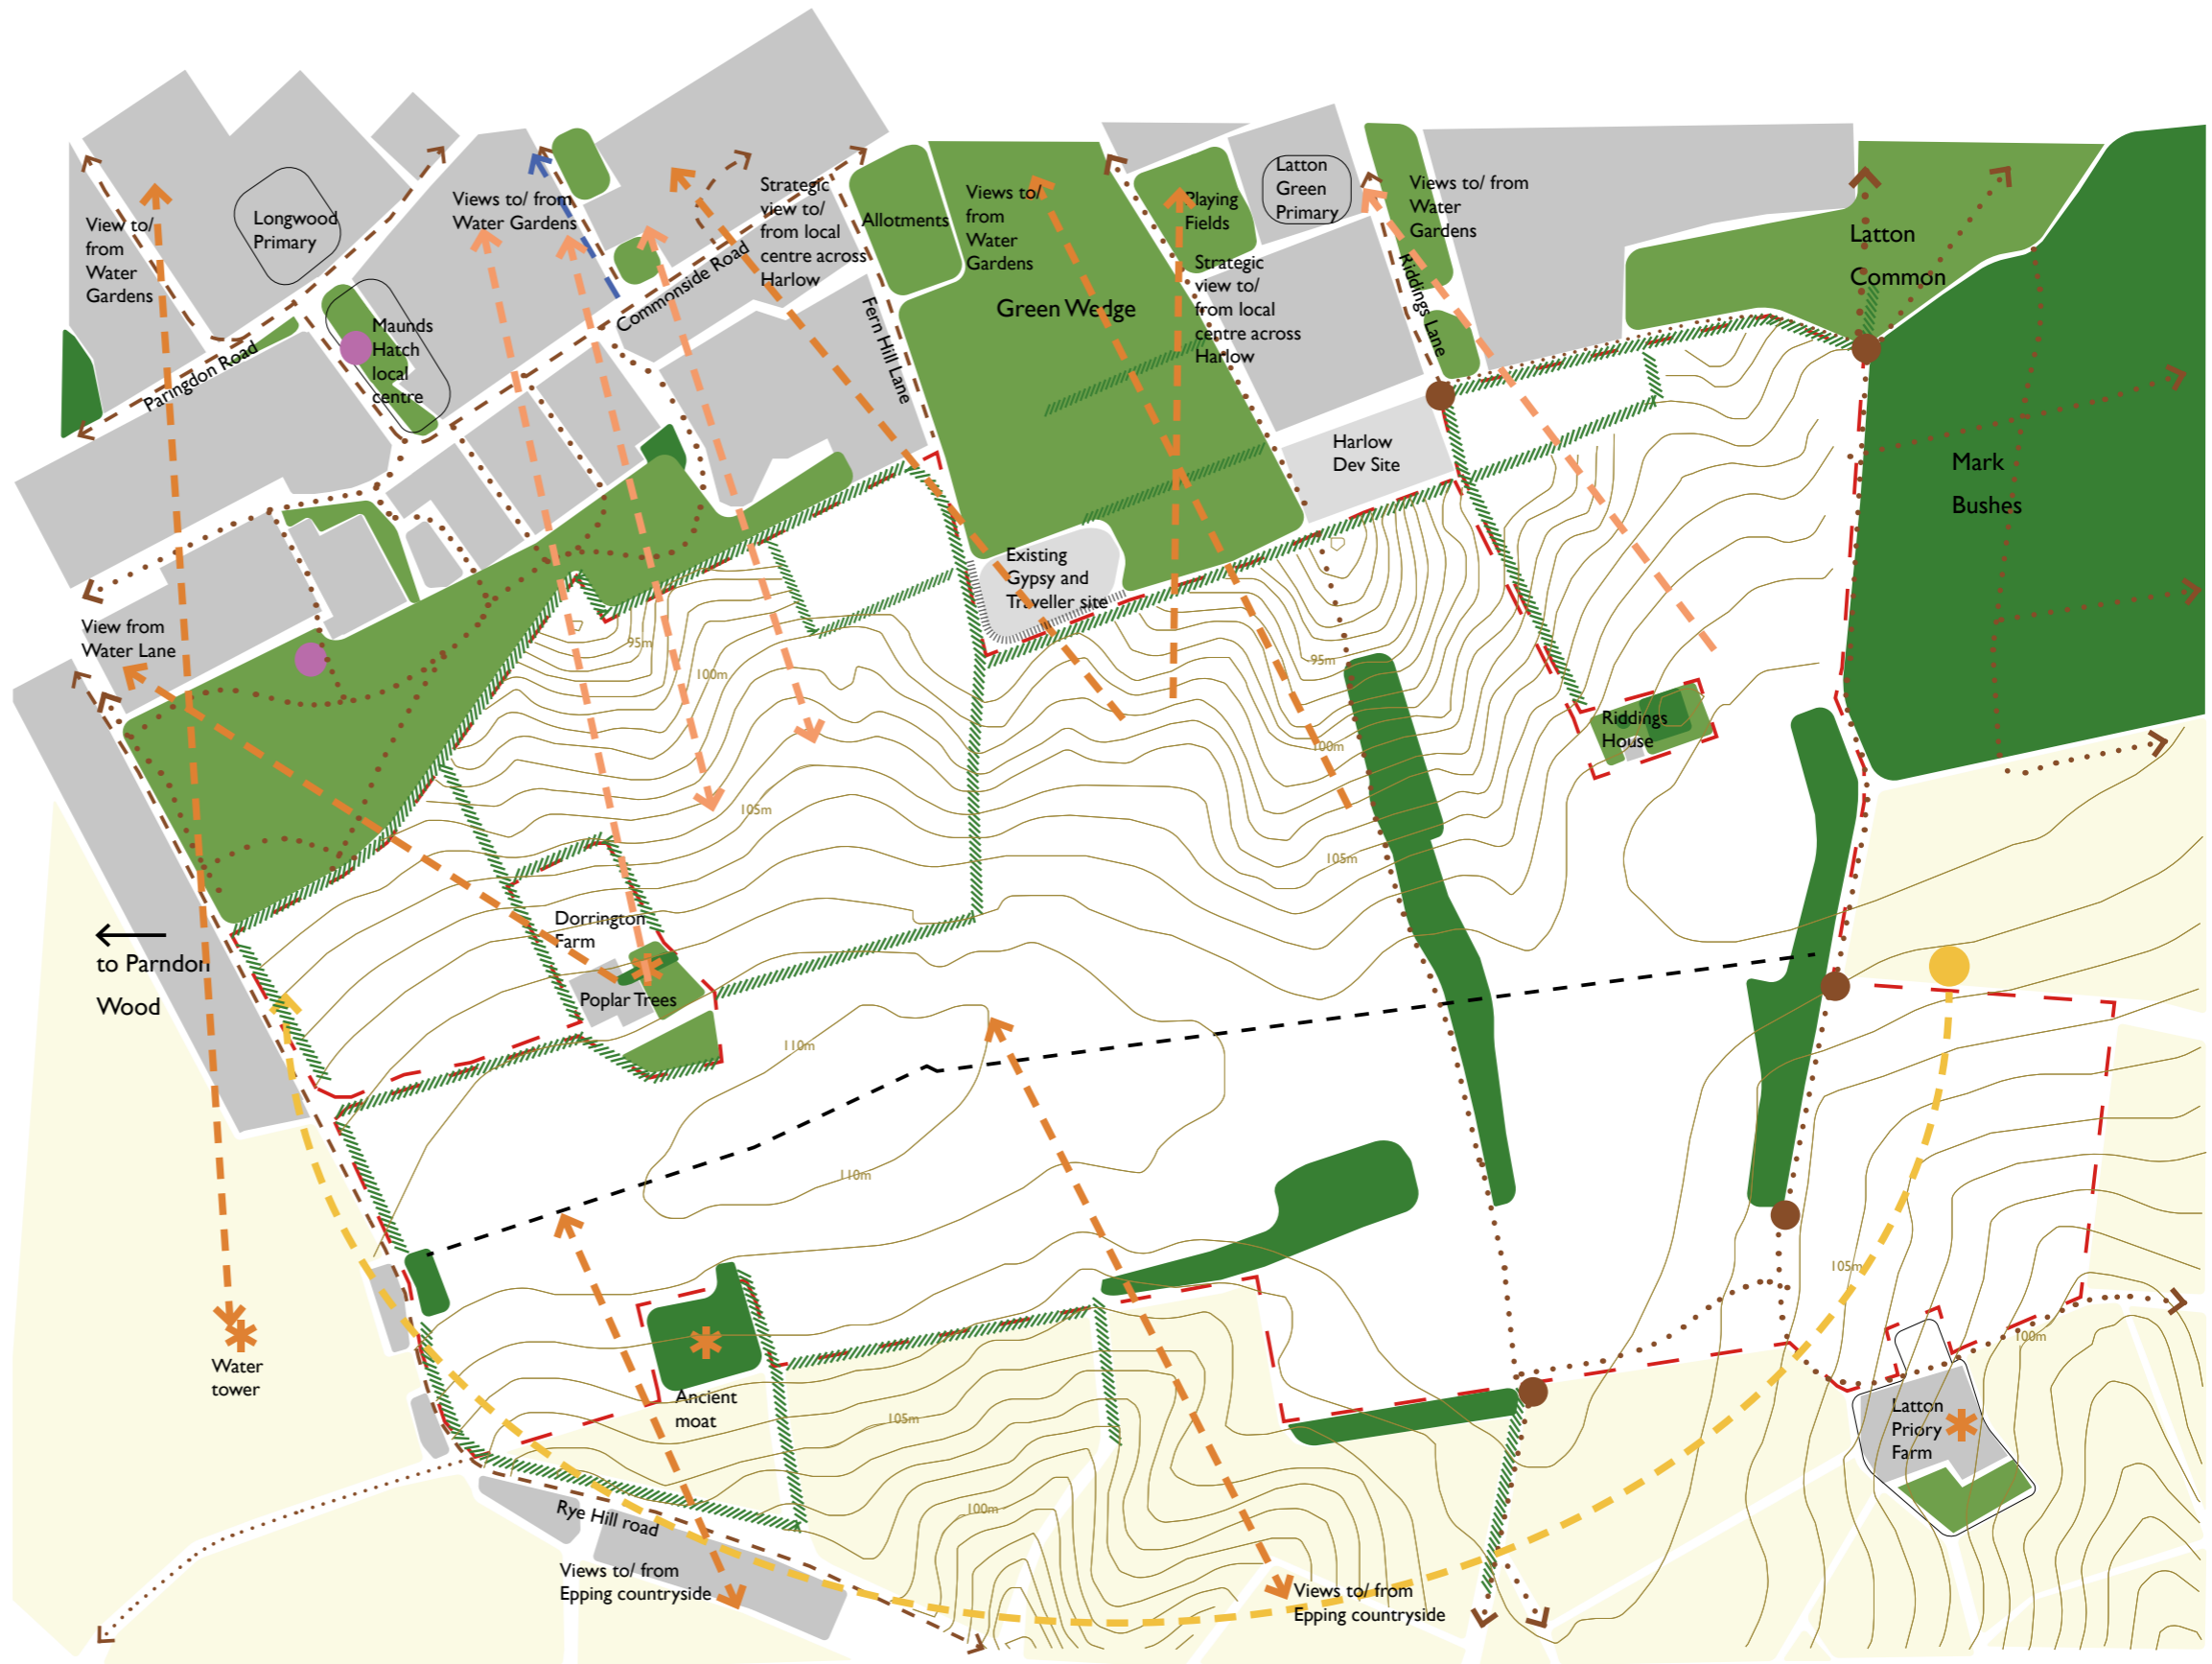 View to/
from
Water
Gardens
Longwood
Primary
Views to/ from
Water Gardens
Strategic
view to/
from local
centre across
Harlow
Allotments
Views to/
from
Water
Gardens
Green Wedge
Playing
Fields
Strategic
view to/
from local
centre across
Harlow
Latton
Green
Primary
Views to/ from
Water
Gardens
Latton
Common
Maunds
Hatch
local
centre
Paringdon Road
Commonside Road
Fern Hill Lane
Riddings Lane
Harlow
Dev Site
Mark
Bushes
Existing
Gypsy and
Traveller site
View from
Water Lane
95m
100m
105m
95m
100m
105m
Riddings
House
Dorrington
Farm
Poplar Trees
to Parndon
Wood
110m
110m
105m
100m
Water
tower
Ancient
moat
105m
100m
Latton
Priory
Farm
Rye Hill road
Views to/ from
Epping countryside
Views to/ from
Epping countryside